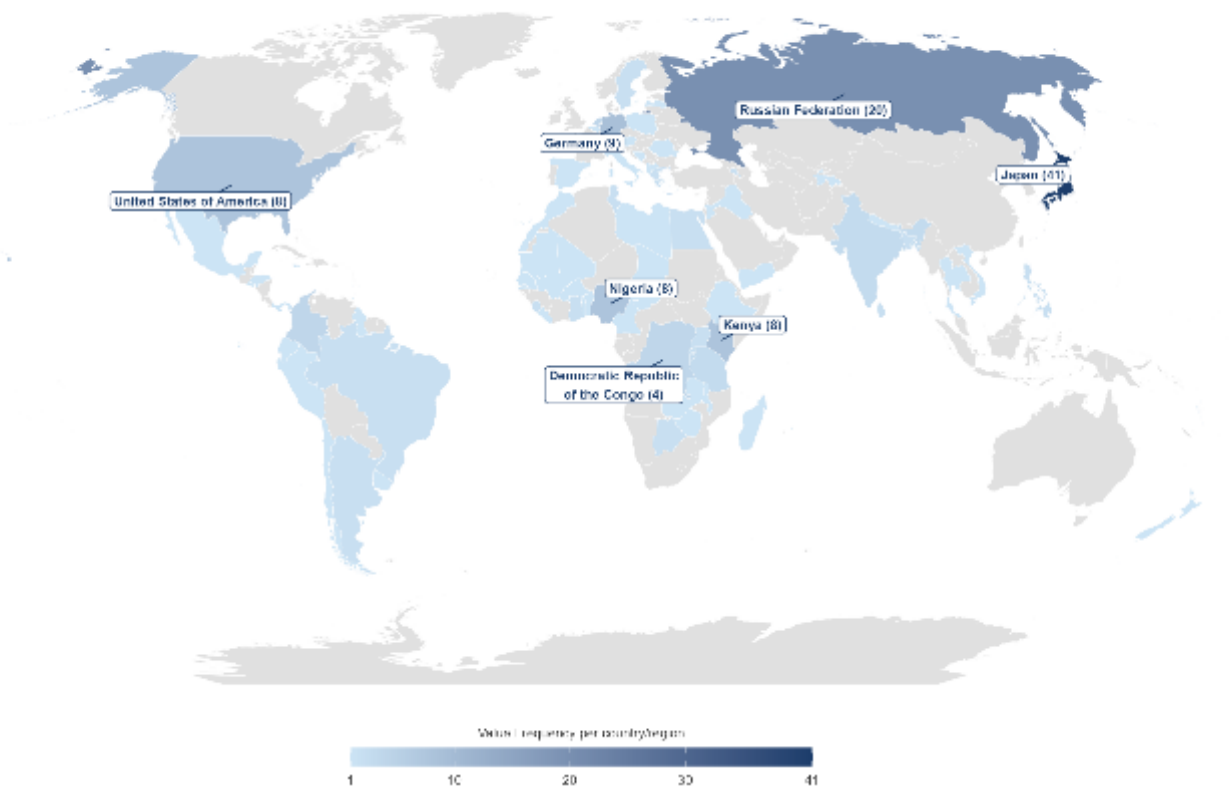 Russian Federation (20)
Germany (9)
Japan (41)
United States of America (8)
Nigeria (8)
Kenya (8)
Democratic Republic
of the Congo (4)
Value Frequency per country/region
1
10
20
30
41